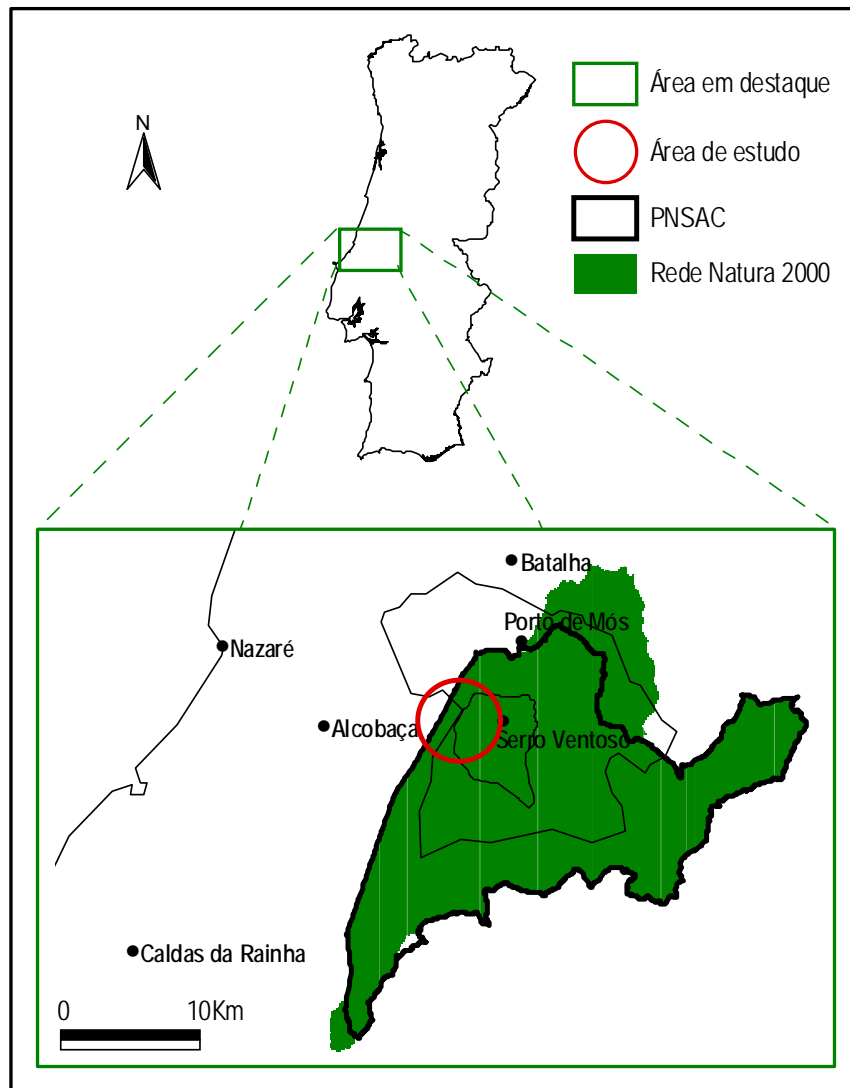 N
Área em destaque
Área de estudo
PNSAC
Rede Natura 2000
Batalha
Porto de Mós
Nazaré
Alcobaça
Serro Ventoso
Caldas da Rainha
0 10Km